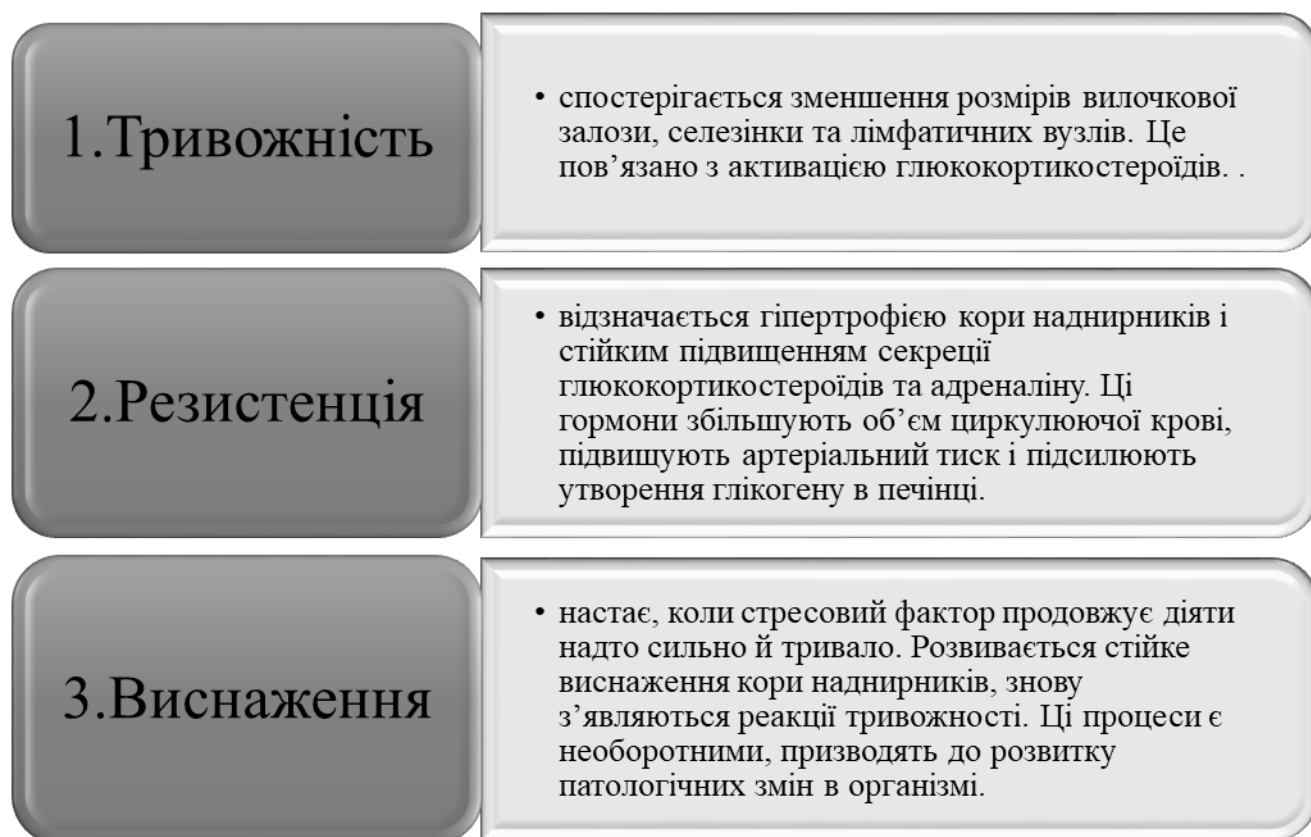 1.Тривожність
• спостерігається зменшення розмірів вилочкової
залози, селезінки та лімфатичних вузлів. Це
пов’язано з активацією глюкокортикостероїдів. .
2.Резистенція
• відзначається гіпертрофією кори наднирників і
стійким підвищенням секреції
глюкокортикостероїдів та адреналіну. Ці
гормони збільшують об’єм циркулюючої крові,
підвищують артеріальний тиск і підсилюють
утворення глікогену в печінці.
3.Виснаження
• настає, коли стресовий фактор продовжує діяти
надто сильно й тривало. Розвивається стійке
виснаження кори наднирників, знову
з’являються реакції тривожності. Ці процеси є
необоротними, призводять до розвитку
патологічних змін в організмі.